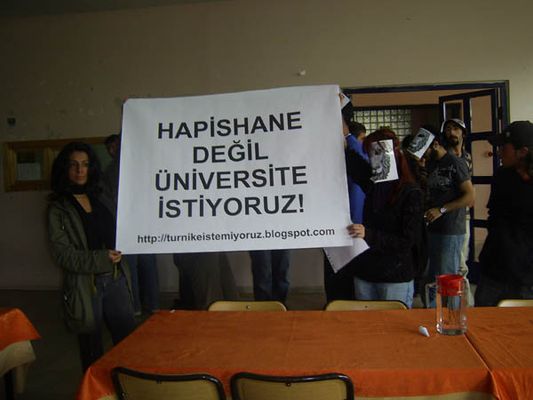 HAPİSHANE
DEĞİL
ÜNİVERSİTE
İSTİYORUZ!
http://turnikeistemiyoruz.blogspot.com